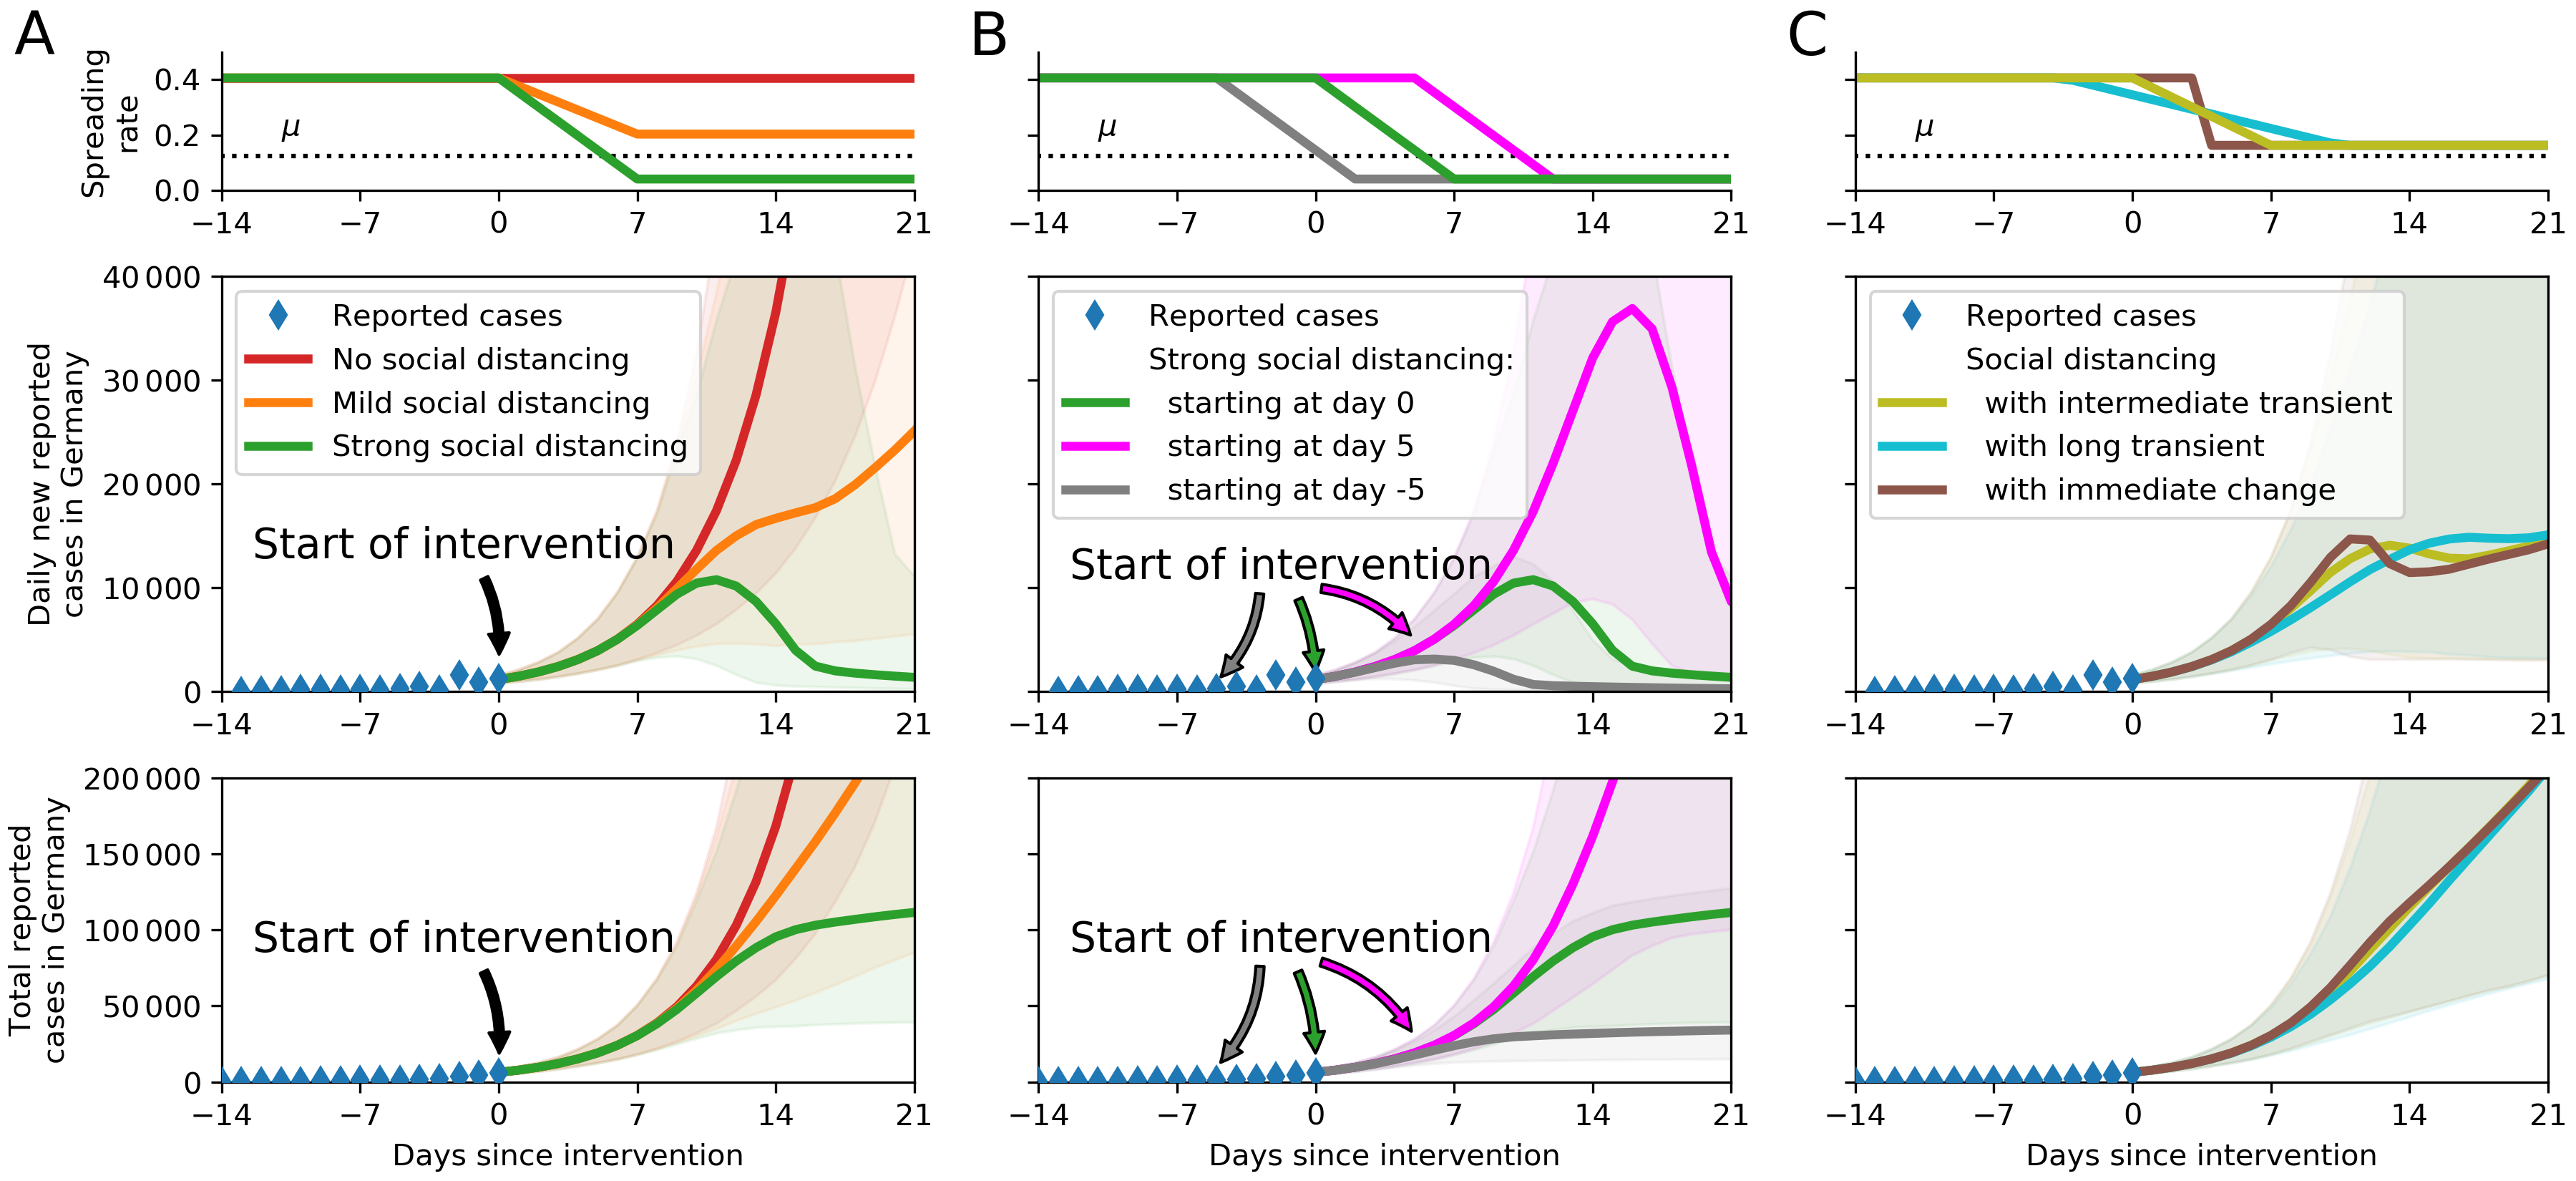 A
B
C
Spreading
rate
0.4
0.2
0.0
μ
−14 −7 0 7 14 21
μ
−14 −7 0 7 14 21
μ
−14 −7 0 7 14 21
Daily new reported
cases in Germany
40 000
30 000
20 000
10 000
0
Reported cases
No social distancing
Mild social distancing
Strong social distancing
Start of intervention
−14 −7 0 7 14 21
Reported cases
Strong social distancing:
starting at day 0
starting at day 5
starting at day -5
Start of intervention
−14 −7 0 7 14 21
Reported cases
Social distancing
with intermediate transient
with long transient
with immediate change
−14 −7 0 7 14 21
Total reported
cases in Germany
200 000
150 000
100 000
50 000
0
Start of intervention
−14 −7 0 7 14 21
Days since intervention
Start of intervention
−14 −7 0 7 14 21
Days since intervention
−14 −7 0 7 14 21
Days since intervention